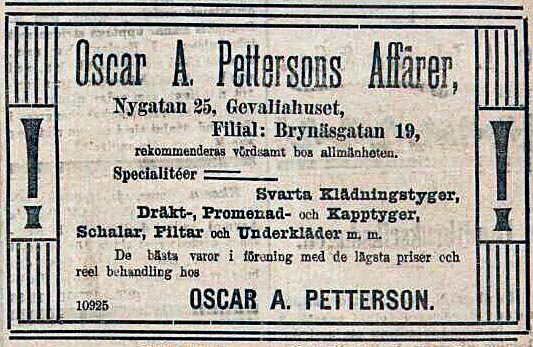 Oscar A. Pettersons Affärer,
Nygatan 25, Gevaliahuset,
Filial: Brynäsgatan 19,
rekommenderas vördsamt hos allmänheten.
Specialitéer
Svarta Klädningstyger,
Dräkt-, Promenad- och Kapptyger,
Schalar, Filtar och Underkläder m. m.
De bästa varor i förening med de lägsta priser och
reel behandling hos
OSCAR A. PETTERSON.
10925
! !